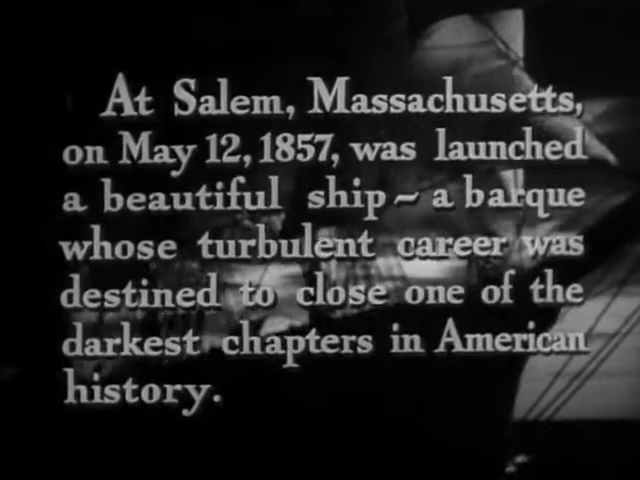 At Salem, Massachusetts,
on May 12, 1857, was launched
a beautiful ship ~ a barque
whose turbulent career was
destined to close one of the
darkest chapters in American
history.